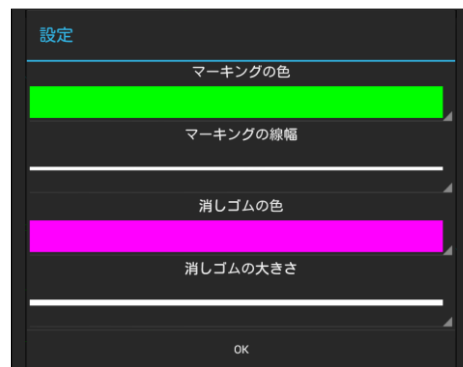 設定
マーキングの色
マーキングの線幅
消しゴムの色
消しゴムの大きさ
OK